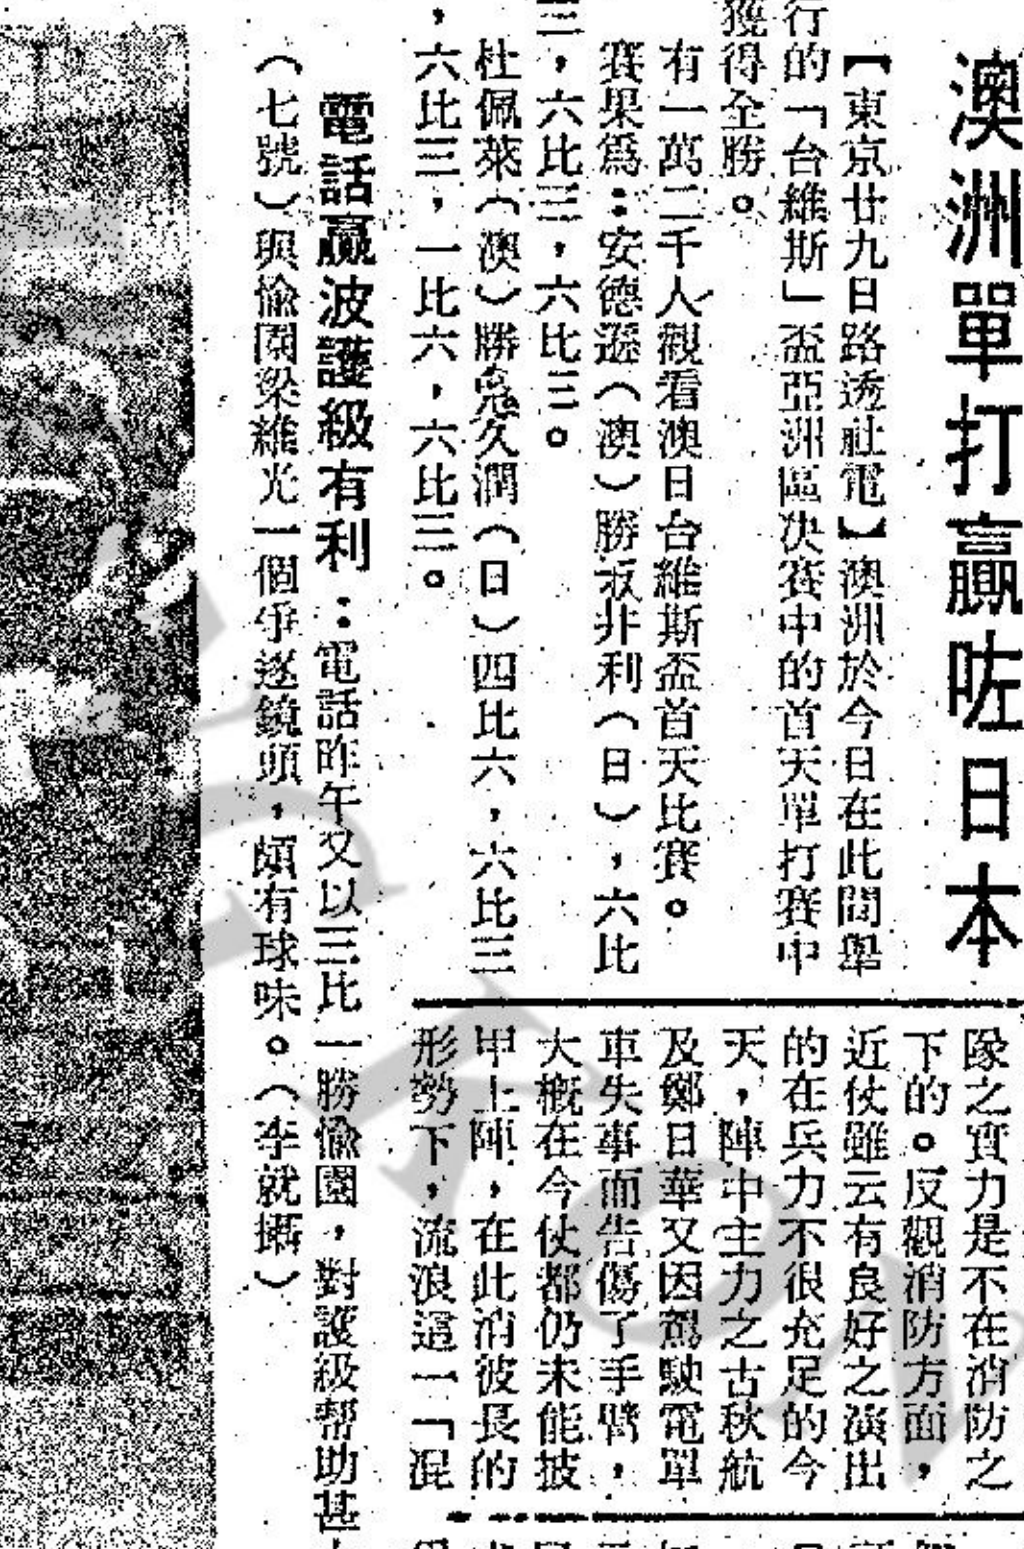 澳洲單打贏咗日本
【東京廿九日路透社電】澳洲於今日在此間舉
行的「台維斯」盃亞洲區决賽中的首天單打賽中
獲得全勝。
有一萬二千人觀看澳日台維斯盃首天比賽。
賽果爲：安德遜（澳）勝坂非利（日），六比
三，六比三，六比三。
杜佩萊（澳）勝久潤（日）四比六，六比三
，六比三，一比六，六比三。
隊之實力是不在消防之
下的。反觀消防方面，
近仗雖云有良好之演出
的在兵力不很充足的今
天，陣中主力之古秋航
及鄭日華又因駕駛電單
車失事而告傷了手臂，
大概在今仗都仍未能披
甲上陣，在此消彼長的
形勢下，流浪這一「混
電話贏波護級有利：電話昨午又以三比一勝愉園，對護級帮助甚
（七號）與愉園梁維光一個爭逐鏡頭，頗有球味。（李就攝）